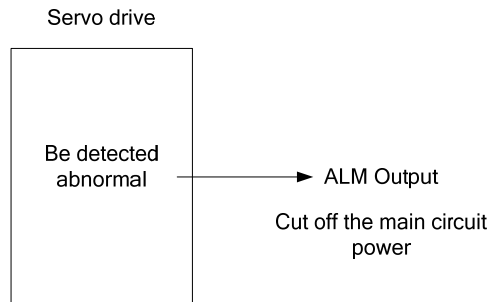 Servo drive
Be detected
abnormal
ALM Output
Cut off the main circuit
power